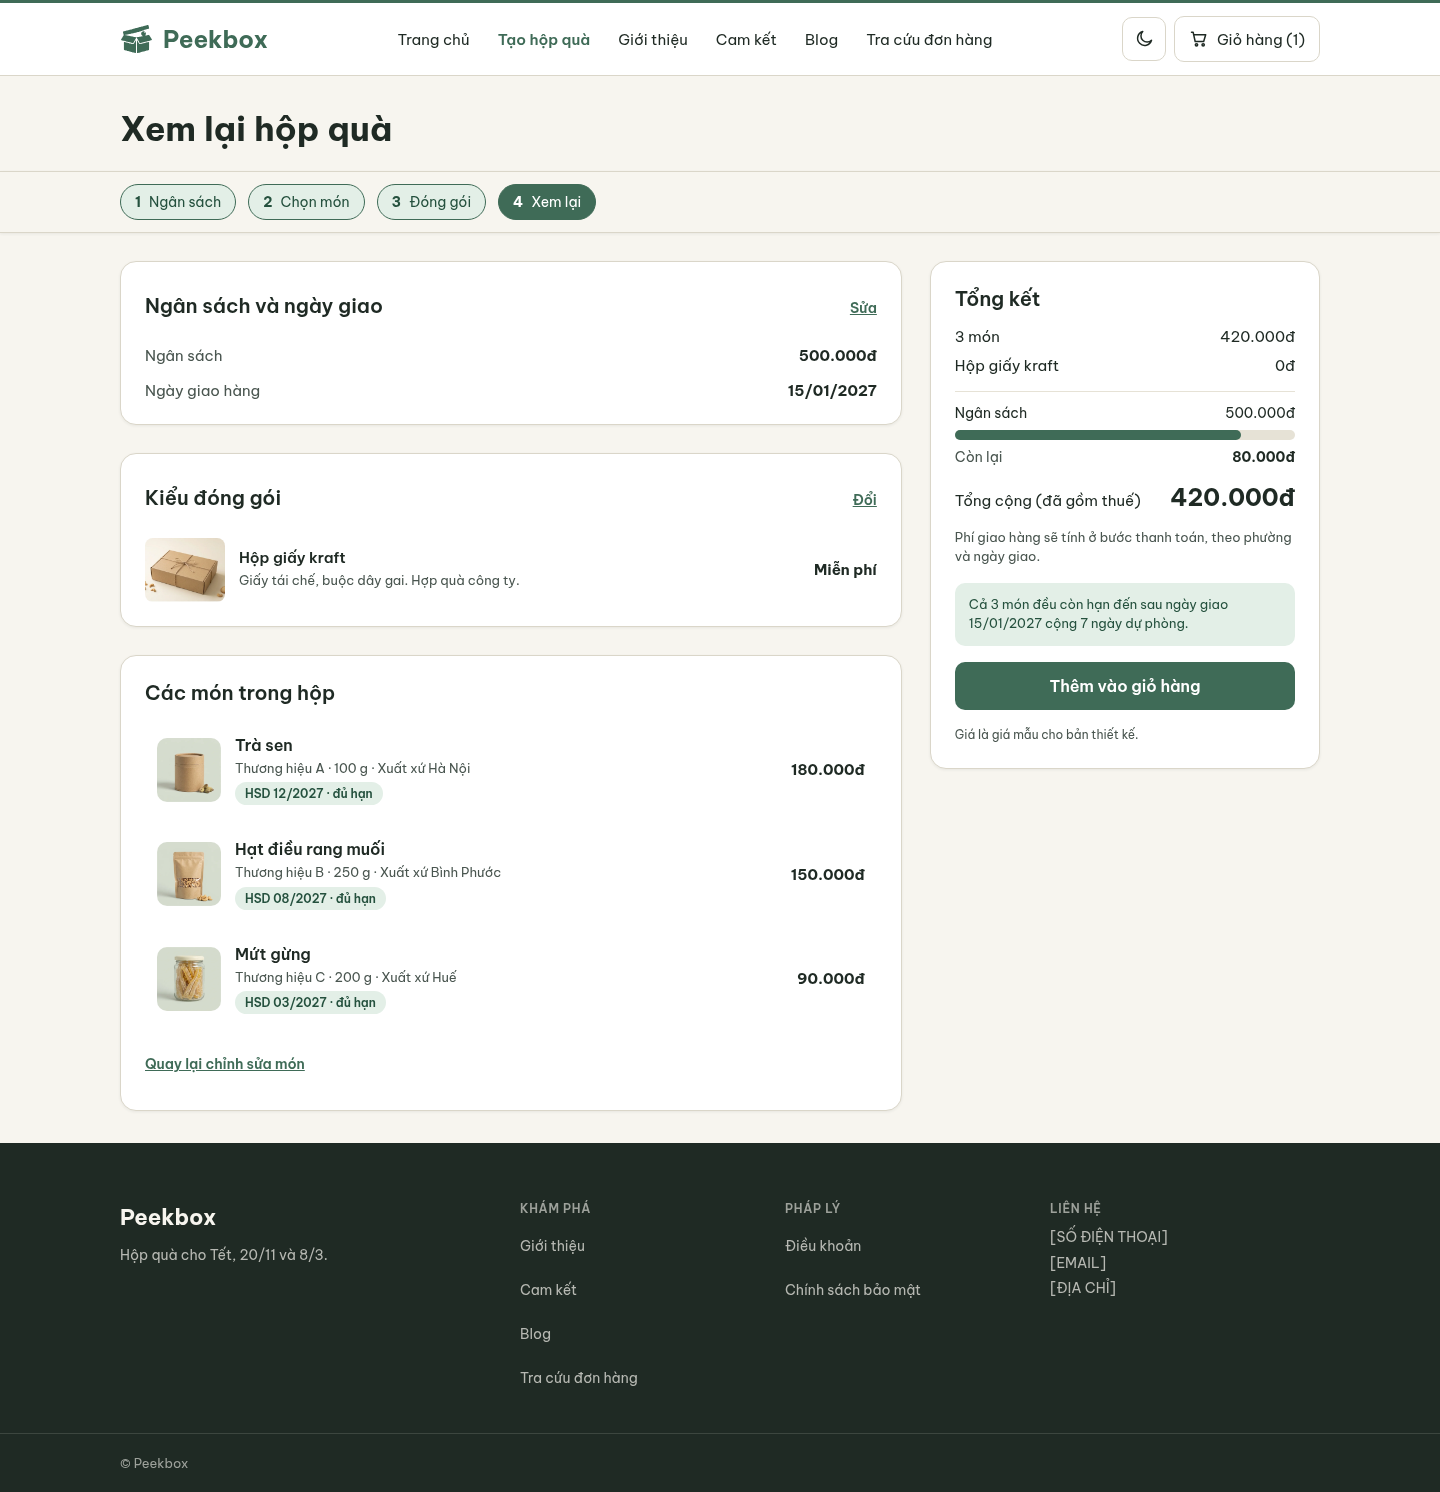 Peekbox
Trang chủ
Tạo hộp quà
Giới thiệu
Cam kết
Blog
Tra cứu đơn hàng
Giỏ hàng (1)
Xem lại hộp quà
1 Ngân sách
2 Chọn món
3 Đóng gói
4 Xem lại
Ngân sách và ngày giao
Sửa
Ngân sách
500.000đ
Ngày giao hàng
15/01/2027
Kiểu đóng gói
Đổi
Hộp giấy kraft
Giấy tái chế, buộc dây gai. Hợp quà công ty.
Miễn phí
Các món trong hộp
Trà sen
Thương hiệu A · 100 g · Xuất xứ Hà Nội
HSD 12/2027 · đủ hạn
180.000đ
Hạt điều rang muối
Thương hiệu B · 250 g · Xuất xứ Bình Phước
HSD 08/2027 · đủ hạn
150.000đ
Mứt gừng
Thương hiệu C · 200 g · Xuất xứ Huế
HSD 03/2027 · đủ hạn
90.000đ
Quay lại chỉnh sửa món
Tổng kết
3 món
420.000đ
Hộp giấy kraft
0đ
Ngân sách
500.000đ
Còn lại
80.000đ
Tổng cộng (đã gồm thuế)
420.000đ
Phí giao hàng sẽ tính ở bước thanh toán, theo phường
và ngày giao.
Cả 3 món đều còn hạn đến sau ngày giao
15/01/2027 cộng 7 ngày dự phòng.
Thêm vào giỏ hàng
Giá là giá mẫu cho bản thiết kế.
Peekbox
Hộp quà cho Tết, 20/11 và 8/3.
KHÁM PHÁ
Giới thiệu
Cam kết
Blog
Tra cứu đơn hàng
PHÁP LÝ
Điều khoản
Chính sách bảo mật
LIÊN HỆ
[SỐ ĐIỆN THOẠI]
[EMAIL]
[ĐỊA CHỈ]
© Peekbox